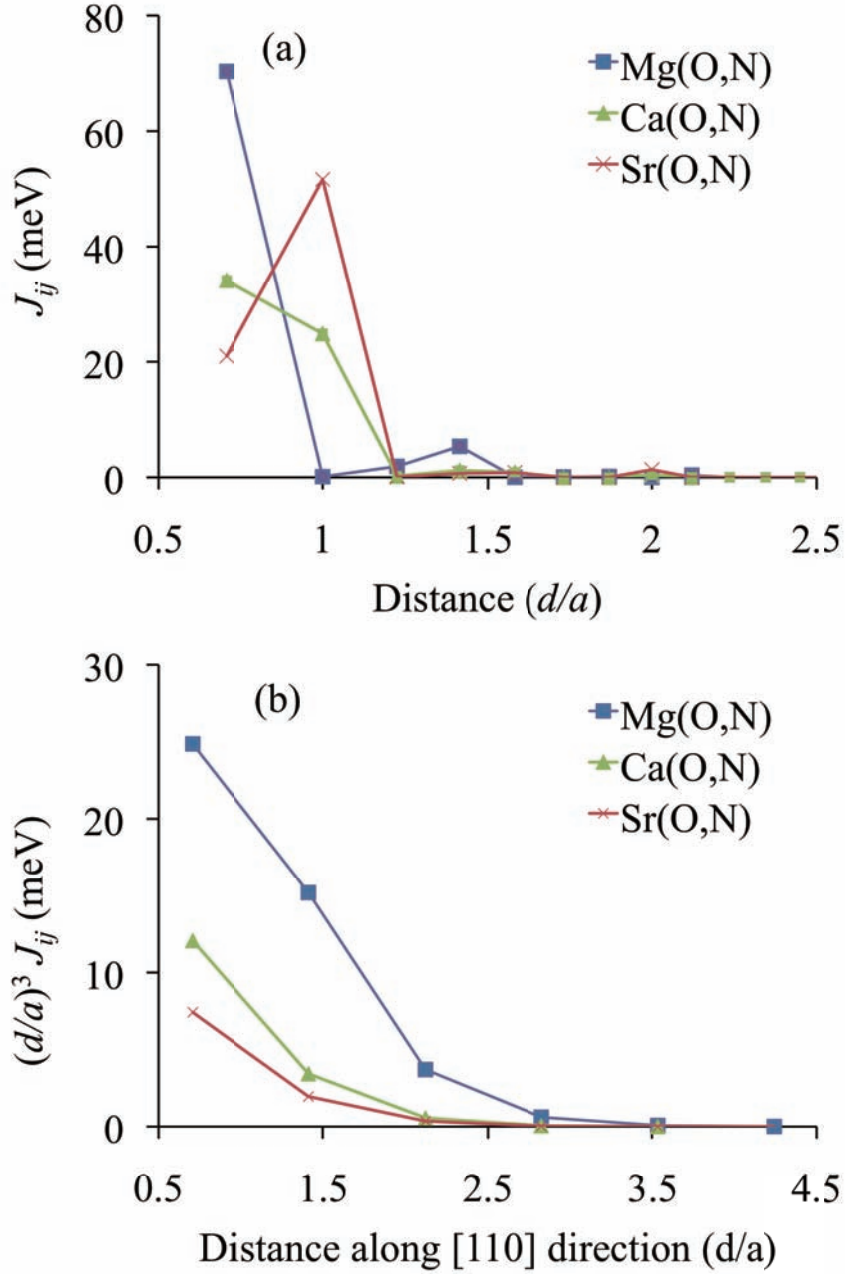 80
(a)
Mg(O,N)
Ca(O,N)
Sr(O,N)
60
40
20
0
J_ij (meV)
0.5 1 1.5 2 2.5
Distance (d/a)
30
(b)
Mg(O,N)
Ca(O,N)
Sr(O,N)
20
10
0
(d/a)³ J_ij (meV)
0.5 1.5 2.5 3.5 4.5
Distance along [110] direction (d/a)